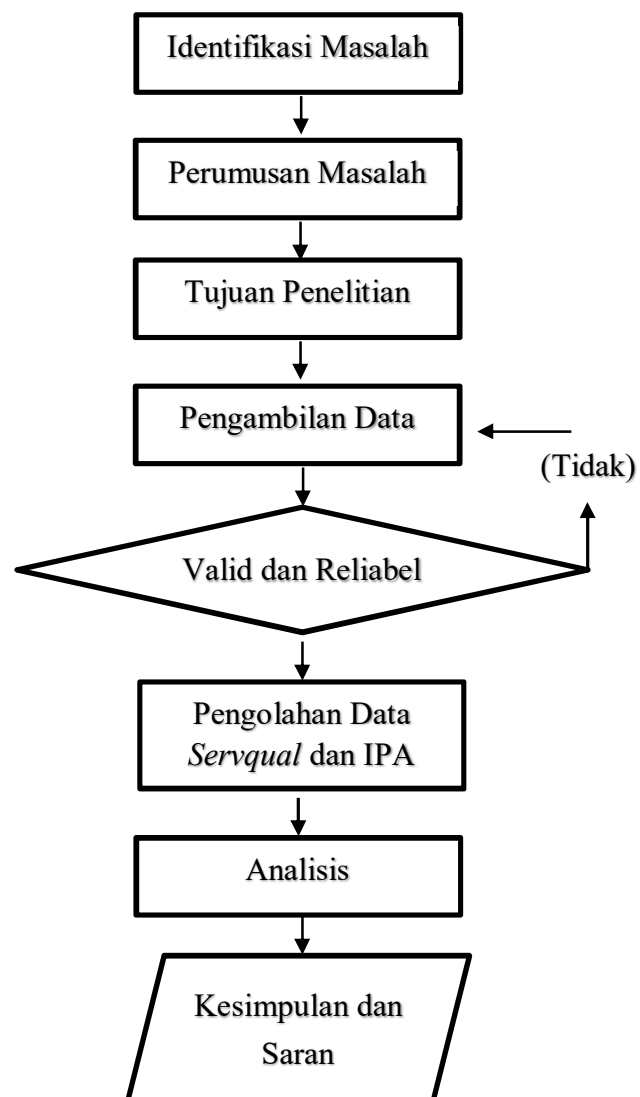 Identifikasi Masalah
Perumusan Masalah
Tujuan Penelitian
Pengambilan Data
(Tidak)
Valid dan Reliabel
Pengolahan Data
Servqual dan IPA
Analisis
Kesimpulan dan
Saran